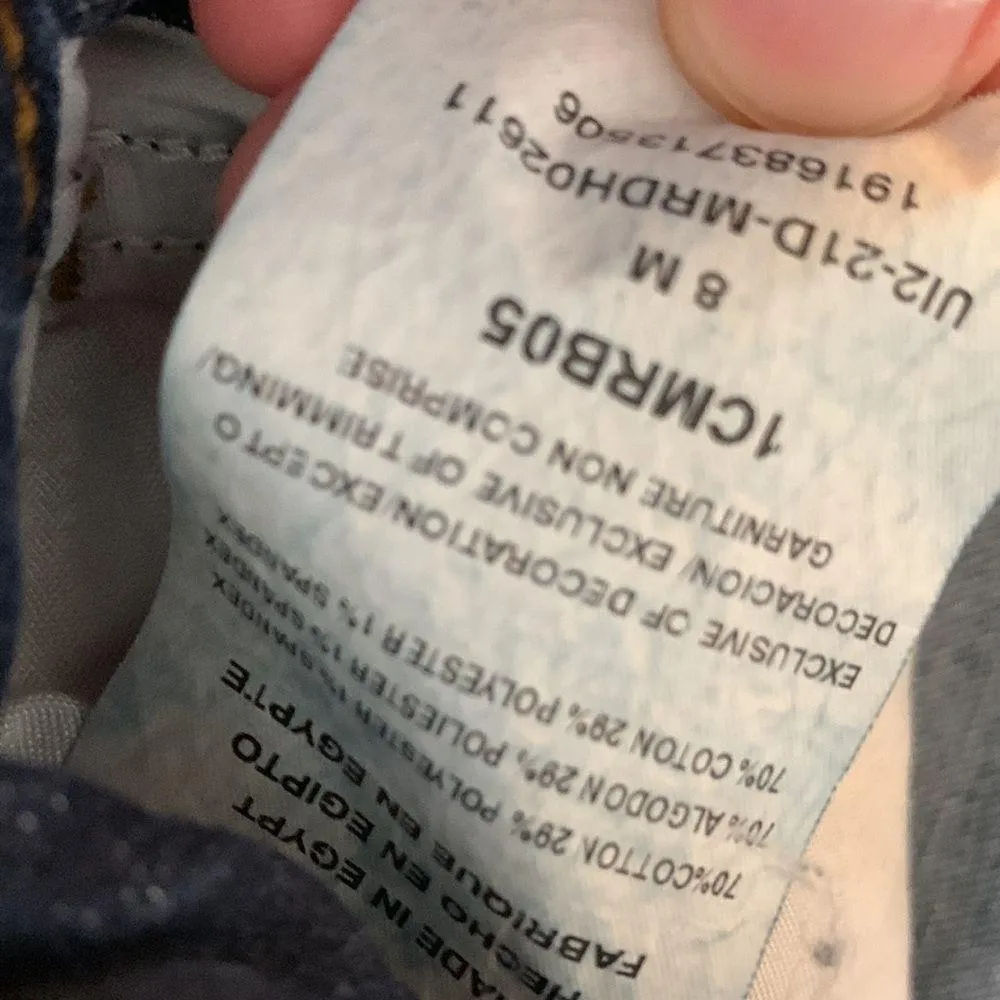 MADE IN EGYPT
HECHO EN EGIPTO
FABRIQUE EN EGYPTE
70%COTTON 29% POLYESTER 1% SPANDEX
70% ALGODON 29%, POLIESTER 1% SPANDEX
70% COTON 29% POLYESTER 1% SPANDEX
EXCLUSIVE OF DECORATION/ EXCEPTO
DECORACION/ EXCLUSIVE OF TRIMMING/
GARNITURE NON COMPRISE
1CMRB05
8 M
UI2-21D-MRDH02611